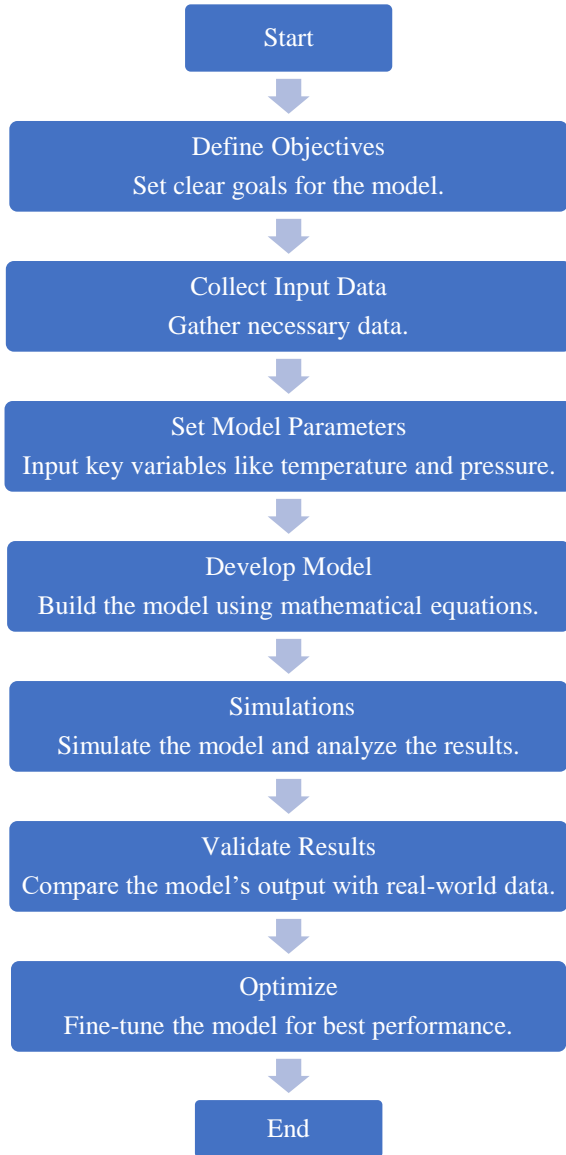 Start
Define Objectives
Set clear goals for the model.
Collect Input Data
Gather necessary data.
Set Model Parameters
Input key variables like temperature and pressure.
Develop Model
Build the model using mathematical equations.
Simulations
Simulate the model and analyze the results.
Validate Results
Compare the model’s output with real-world data.
Optimize
Fine-tune the model for best performance.
End